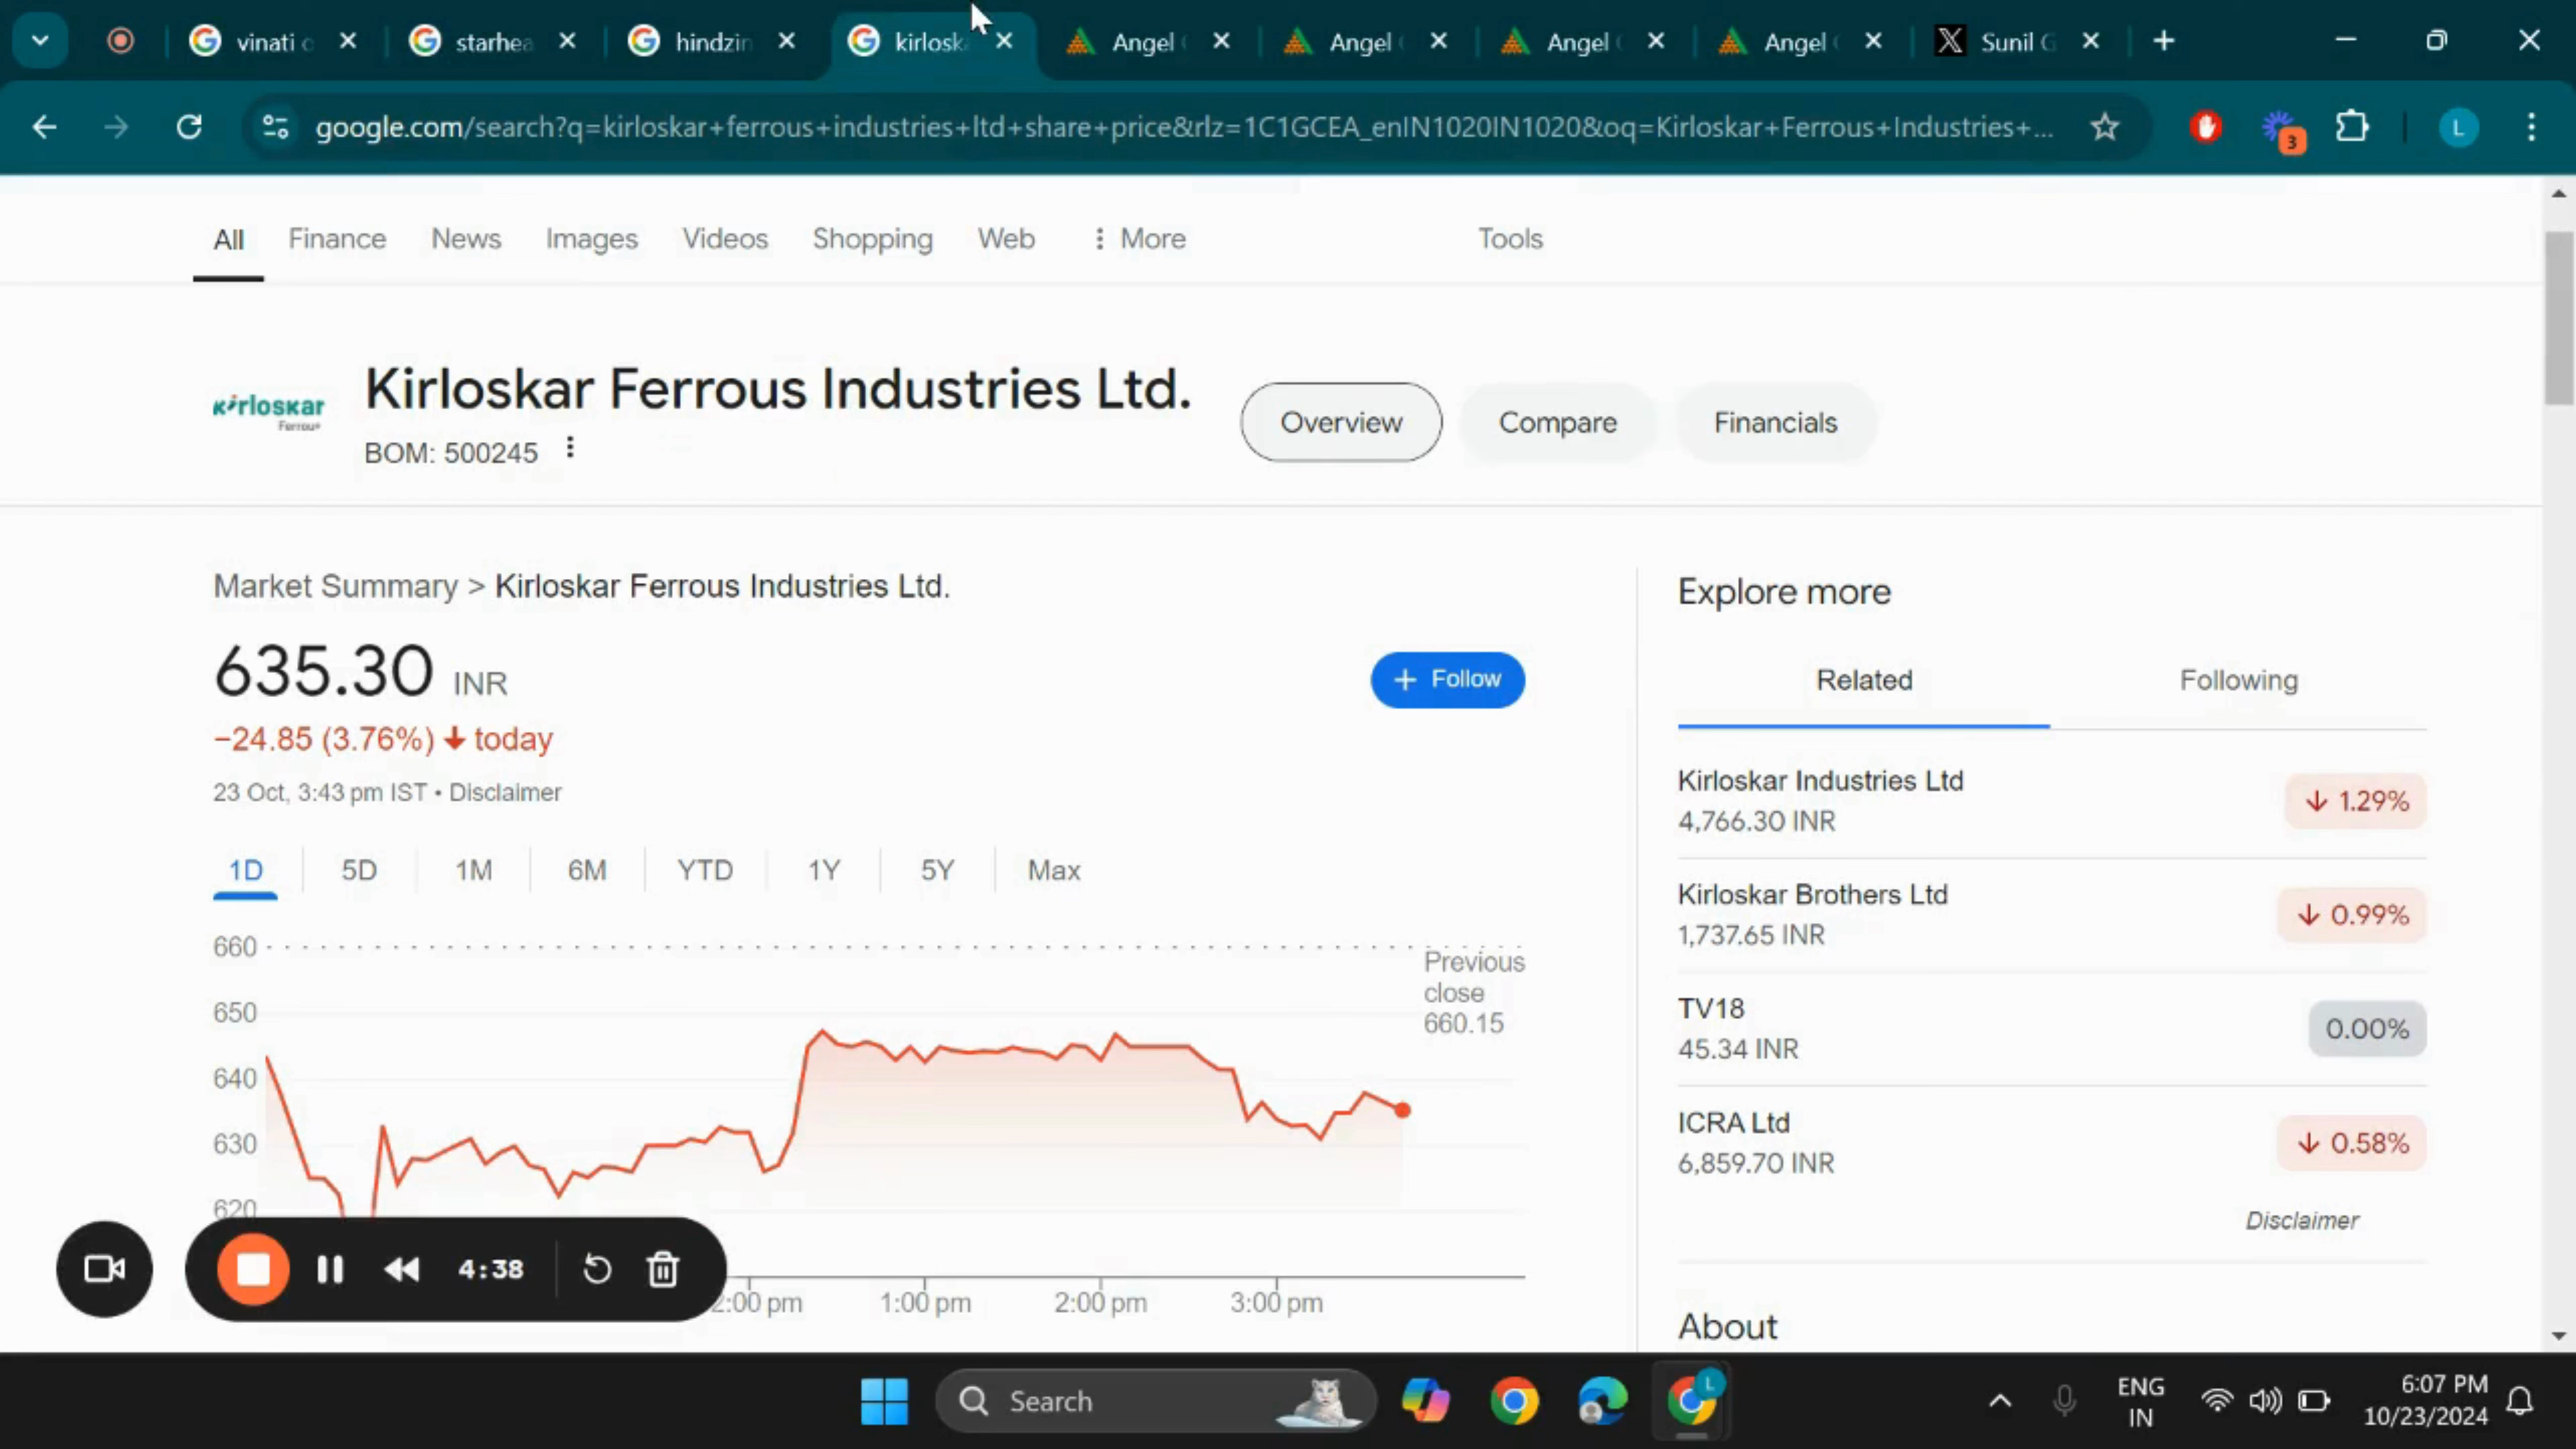 vinati o
starhea
hindzin
kirlosk
Angel
Angel
Angel
Angel
Sunil G
google.com/search?q=kirloskar+ferrous+industries+ltd+share+price&rlz=1C1GCEA_enIN1020IN1020&oq=Kirloskar+Ferrous+Industries+...
3
L
All Finance News Images Videos Shopping Web More Tools
Kirloskar
Ferrous
Kirloskar Ferrous Industries Ltd.
BOM: 500245
Overview Compare Financials
Market Summary > Kirloskar Ferrous Industries Ltd.
635.30 INR
−24.85 (3.76%) today
23 Oct, 3:43 pm IST • Disclaimer
+ Follow
1D 5D 1M 6M YTD 1Y 5Y Max
660
650
640
630
620
Previous
close
660.15
2:00 pm 1:00 pm 2:00 pm 3:00 pm
4:38
Explore more
Related Following
Kirloskar Industries Ltd
4,766.30 INR
1.29%
Kirloskar Brothers Ltd
1,737.65 INR
0.99%
TV18
45.34 INR
0.00%
ICRA Ltd
6,859.70 INR
0.58%
Disclaimer
About
Search
L
ENG
IN
6:07 PM
10/23/2024